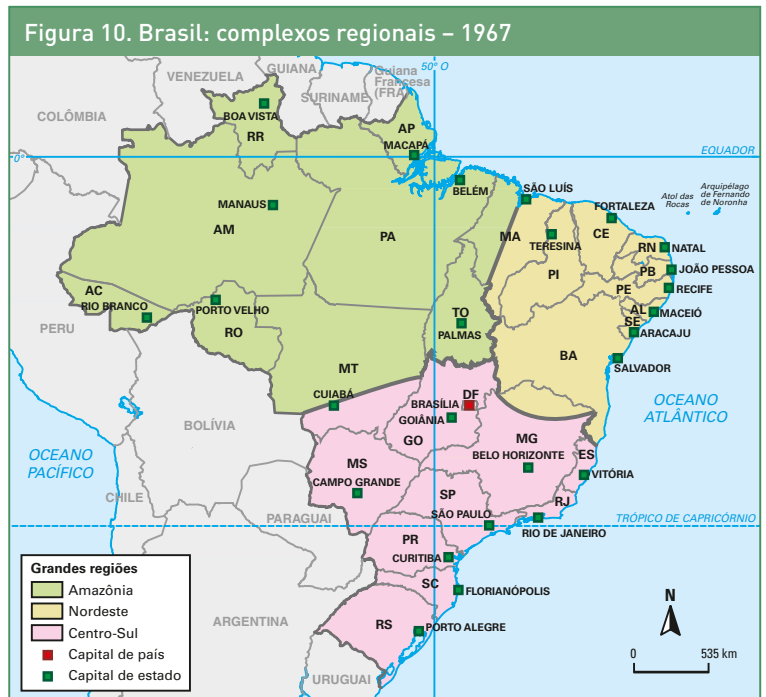 Figura 10. Brasil: complexos regionais – 1967
50° O
GUIANA
Guiana
Francesa
(FRA)
VENEZUELA
SURINAME
COLÔMBIA
BOA VISTA
RR
AP
MACAPÁ
0°
EQUADOR
BELÉM
SÃO LUÍS
Atol das
Rocas
Arquipélago
de Fernando
de Noronha
MANAUS
FORTALEZA
AM
PA
MA
TERESINA
CE
RN
NATAL
PI
PB
JOÃO PESSOA
PE
RECIFE
AC
RIO BRANCO
PORTO VELHO
RO
TO
PALMAS
AL
MACEIÓ
SE
ARACAJU
PERU
BA
SALVADOR
MT
CUIABÁ
DF
BRASÍLIA
GOIÂNIA
GO
OCEANO
ATLÂNTICO
BOLÍVIA
MG
BELO HORIZONTE
OCEANO
PACÍFICO
MS
CAMPO GRANDE
ES
VITÓRIA
CHILE
SP
SÃO PAULO
RJ
RIO DE JANEIRO
PARAGUAI
TRÓPICO DE CAPRICÓRNIO
PR
CURITIBA
SC
FLORIANÓPOLIS
ARGENTINA
RS
PORTO ALEGRE
URUGUAI
Grandes regiões
Amazônia
Nordeste
Centro-Sul
Capital de país
Capital de estado
N
0 535 km